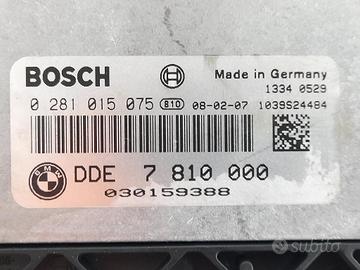 BOSCH
Made in Germany
1334 0529
0 281 015 075 810 08-02-07 1039S24484
BMW
DDE 7 810 000
030159388
subito